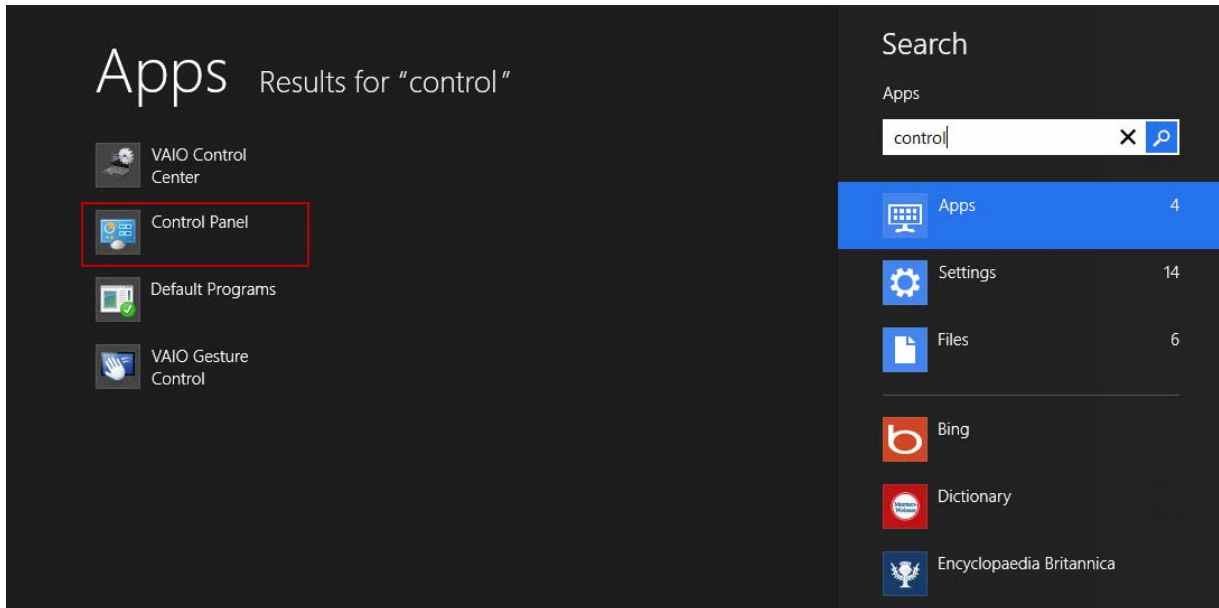 Apps Results for “control”
VAIO Control
Center
Control Panel
Default Programs
VAIO Gesture
Control
Search
Apps
control
Apps 4
Settings 14
Files 6
Bing
Dictionary
Encyclopaedia Britannica